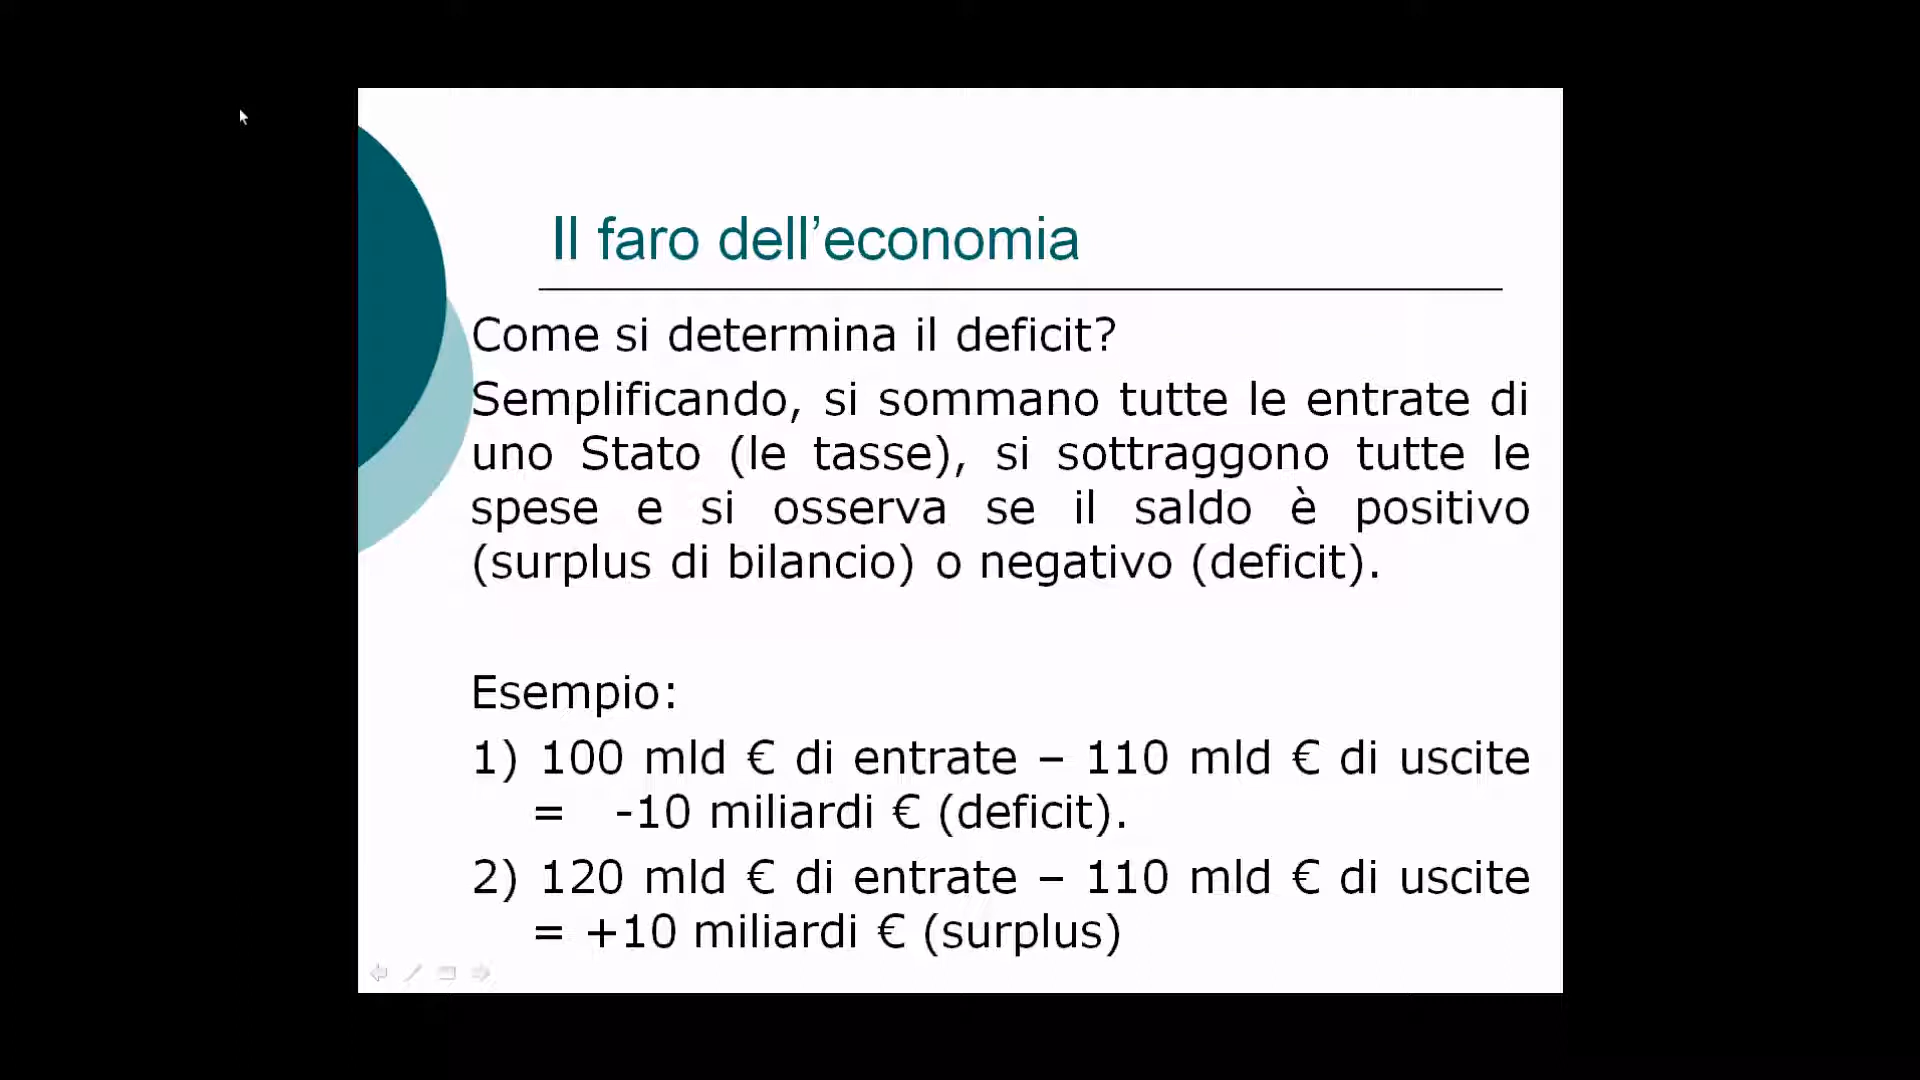 Il faro dell’economia
Come si determina il deficit?
Semplificando, si sommano tutte le entrate di
uno Stato (le tasse), si sottraggono tutte le
spese e si osserva se il saldo è positivo
(surplus di bilancio) o negativo (deficit).
Esempio:
1) 100 mld € di entrate – 110 mld € di uscite
= -10 miliardi € (deficit).
2) 120 mld € di entrate – 110 mld € di uscite
= +10 miliardi € (surplus)